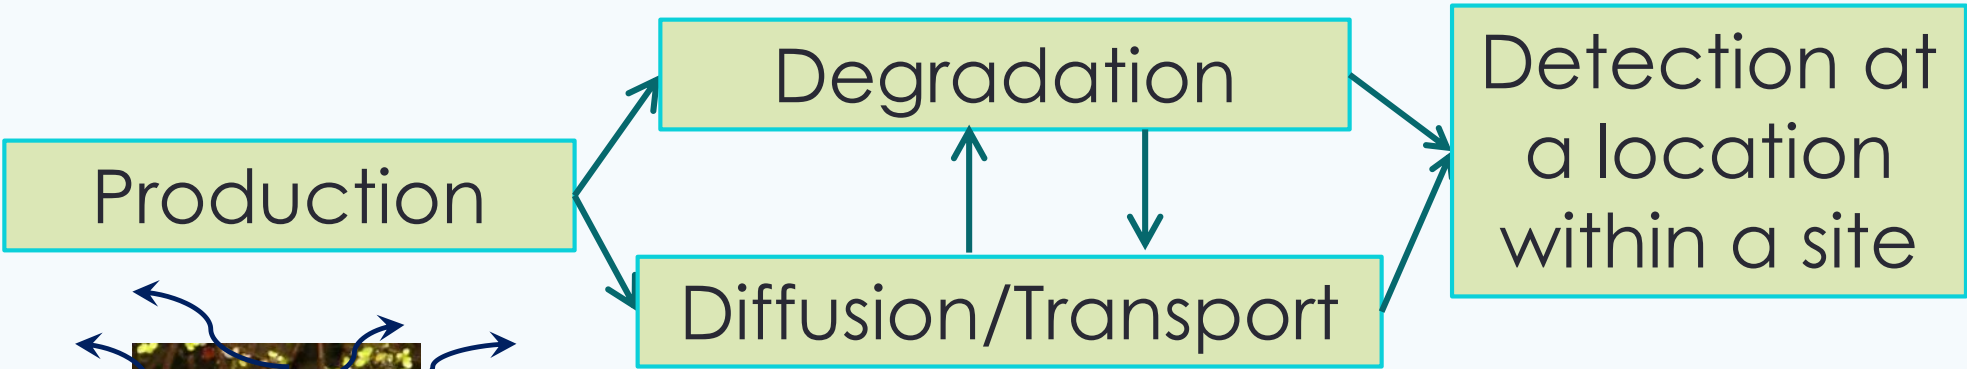 Production
Degradation
Diffusion/Transport
Detection at
a location
within a site